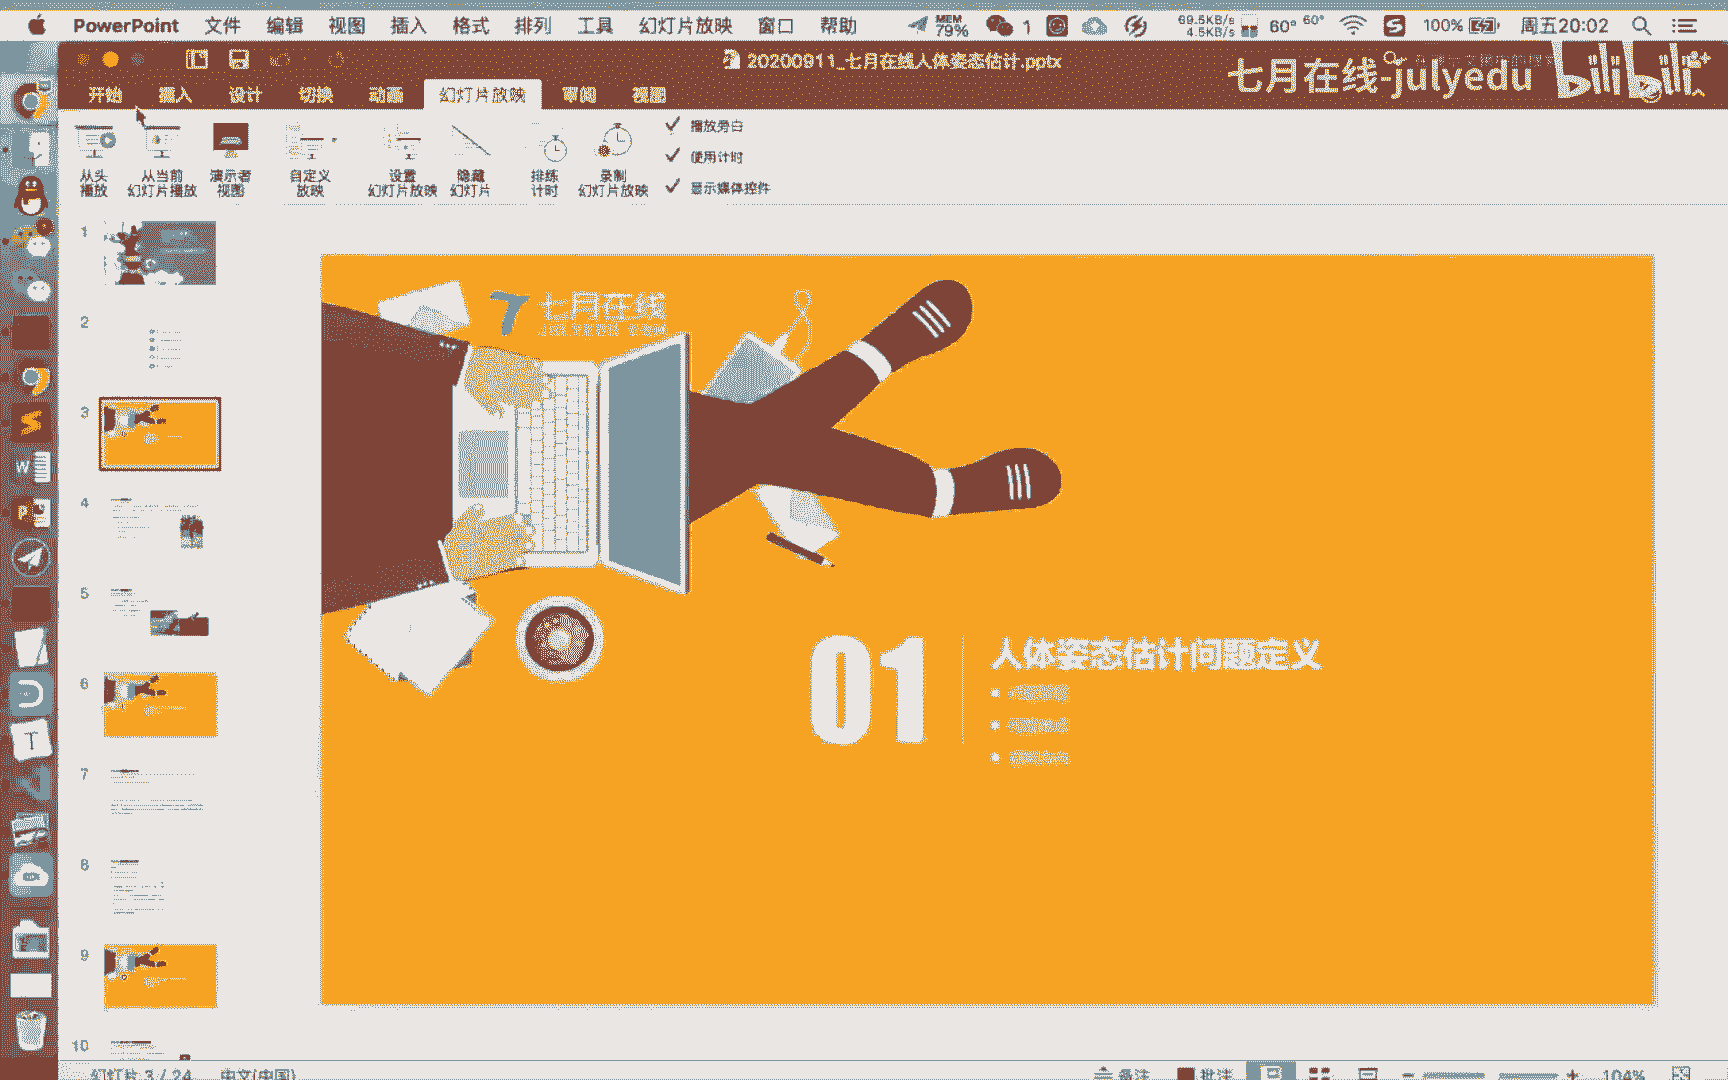 PowerPoint 文件 编辑 视图 插入 格式 排列 工具 幻灯片放映 窗口 帮助 MEM 79% 1 69.5KB/s 4.5KB/s 60° 60° 100% 周五20:02
20200911_七月在线人体姿态估计.pptx
七月在线-julyedu bilibili
开始 插入 设计 切换 动画 幻灯片放映 审阅 视图
从头播放
从当前幻灯片播放
演示者视图
自定义放映
设置幻灯片放映
隐藏幻灯片
排练计时
录制幻灯片放映
播放旁白
使用计时
显示媒体控件
1
2
3
4
5
6
7
8
9
10
七月在线
01
人体姿态估计问题定义
幻灯片 3 / 24 中文(中国) 备注 批注 104%